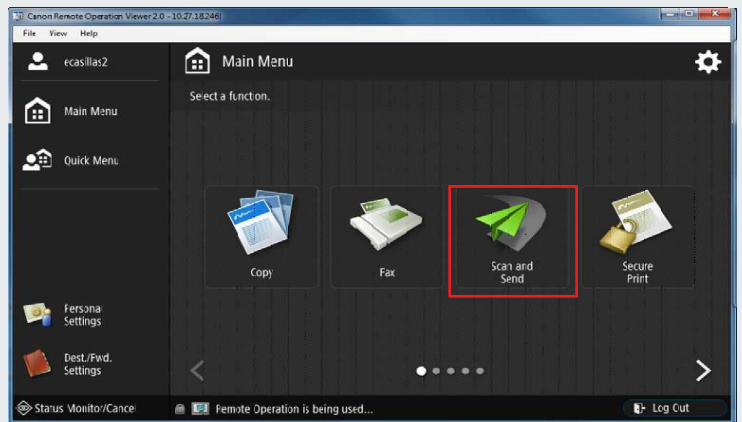 Canon Remote Operation Viewer 2.0 - 10.27.18.246
File View Help
ecasillas2
Main Menu
Quick Menu
Personal
Settings
Dest./Fwd.
Settings
Status Monitor/Cancel
Main Menu
Select a function.
Copy
Fax
Scan and
Send
Secure
Print
Remote Operation is being used...
Log Out